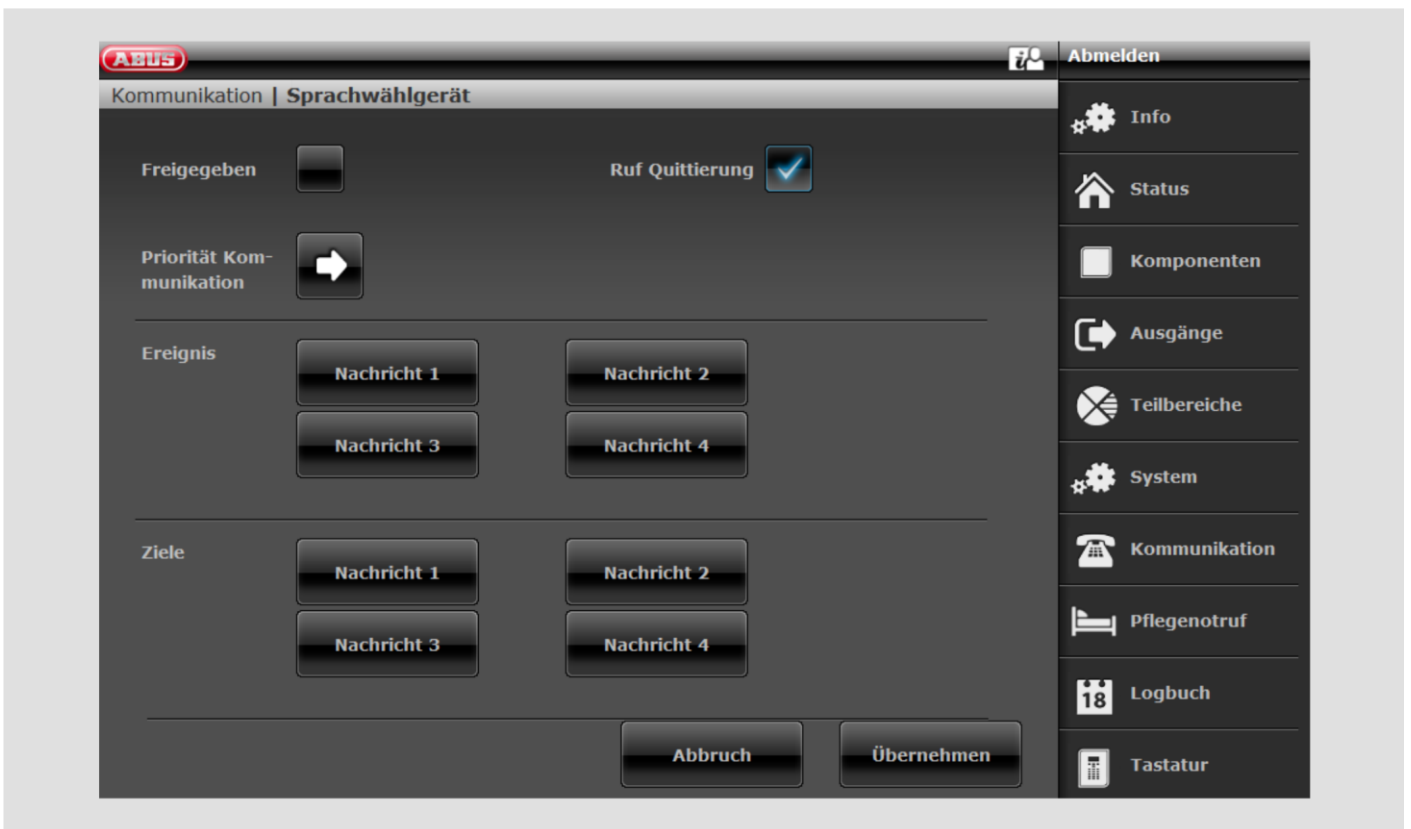 ABUS
Abmelden
Kommunikation | Sprachwählgerät
Freigegeben
Ruf Quittierung
Priorität Kom-
munikation
Ereignis
Nachricht 1
Nachricht 2
Nachricht 3
Nachricht 4
Ziele
Nachricht 1
Nachricht 2
Nachricht 3
Nachricht 4
Abbruch
Übernehmen
Info
Status
Komponenten
Ausgänge
Teilbereiche
System
Kommunikation
Pflegenotruf
18 Logbuch
Tastatur